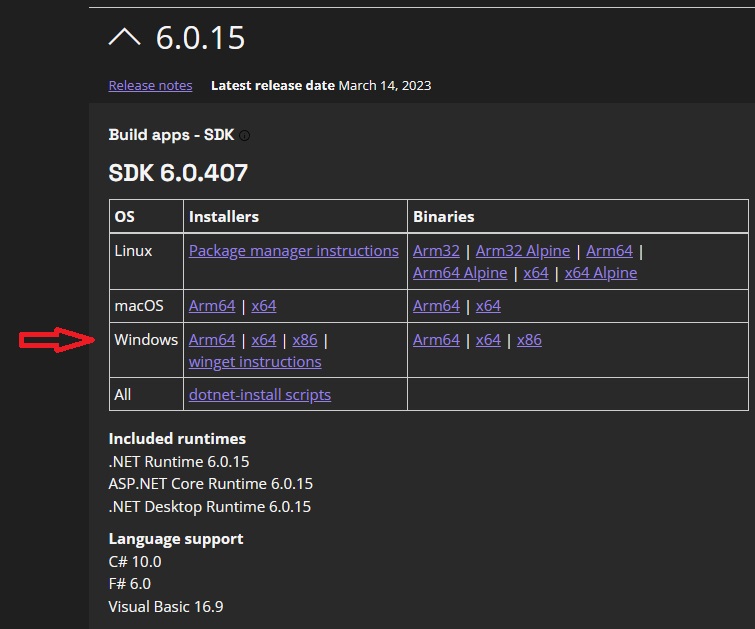 6.0.15
Release notes Latest release date March 14, 2023
Build apps - SDK
SDK 6.0.407
OS Installers Binaries
Linux Package manager instructions Arm32 | Arm32 Alpine | Arm64 |
Arm64 Alpine | x64 | x64 Alpine
macOS Arm64 | x64 Arm64 | x64
Windows Arm64 | x64 | x86 | Arm64 | x64 | x86
winget instructions
All dotnet-install scripts
Included runtimes
.NET Runtime 6.0.15
ASP.NET Core Runtime 6.0.15
.NET Desktop Runtime 6.0.15
Language support
C# 10.0
F# 6.0
Visual Basic 16.9